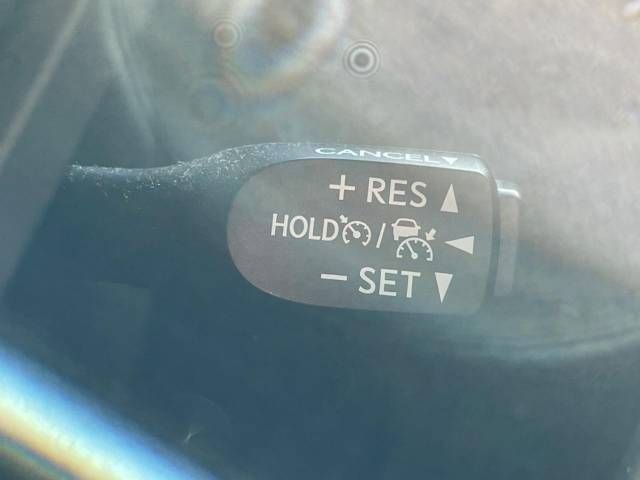 CANCEL▼
+ RES ▲
HOLD / ◀
− SET ▼